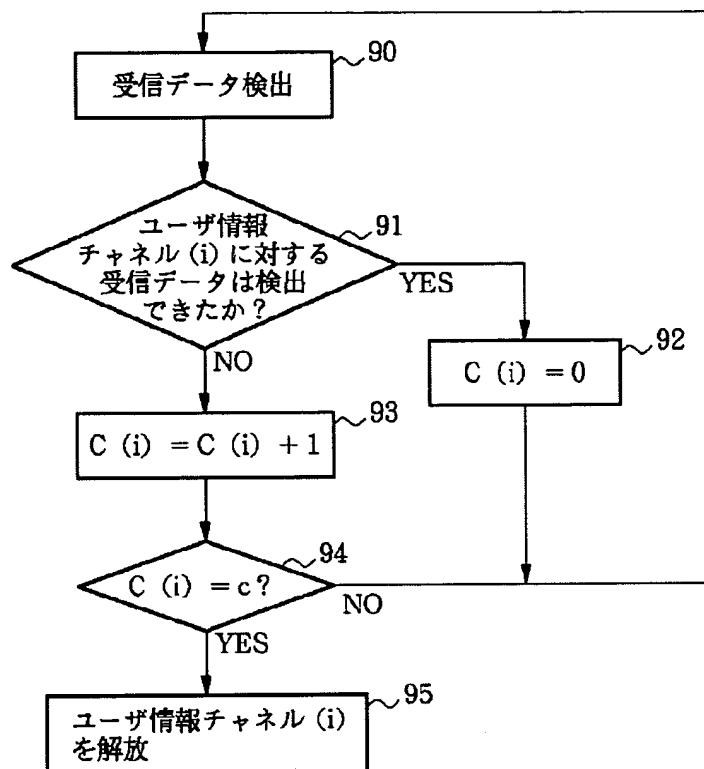 90
受信データ検出
91
ユーザ情報
チャネル (i) に対する
受信データは検出
できたか？
YES
NO
92
C (i) = 0
93
C (i) = C (i) + 1
94
C (i) = c ?
NO
YES
95
ユーザ情報チャネル (i)
を解放